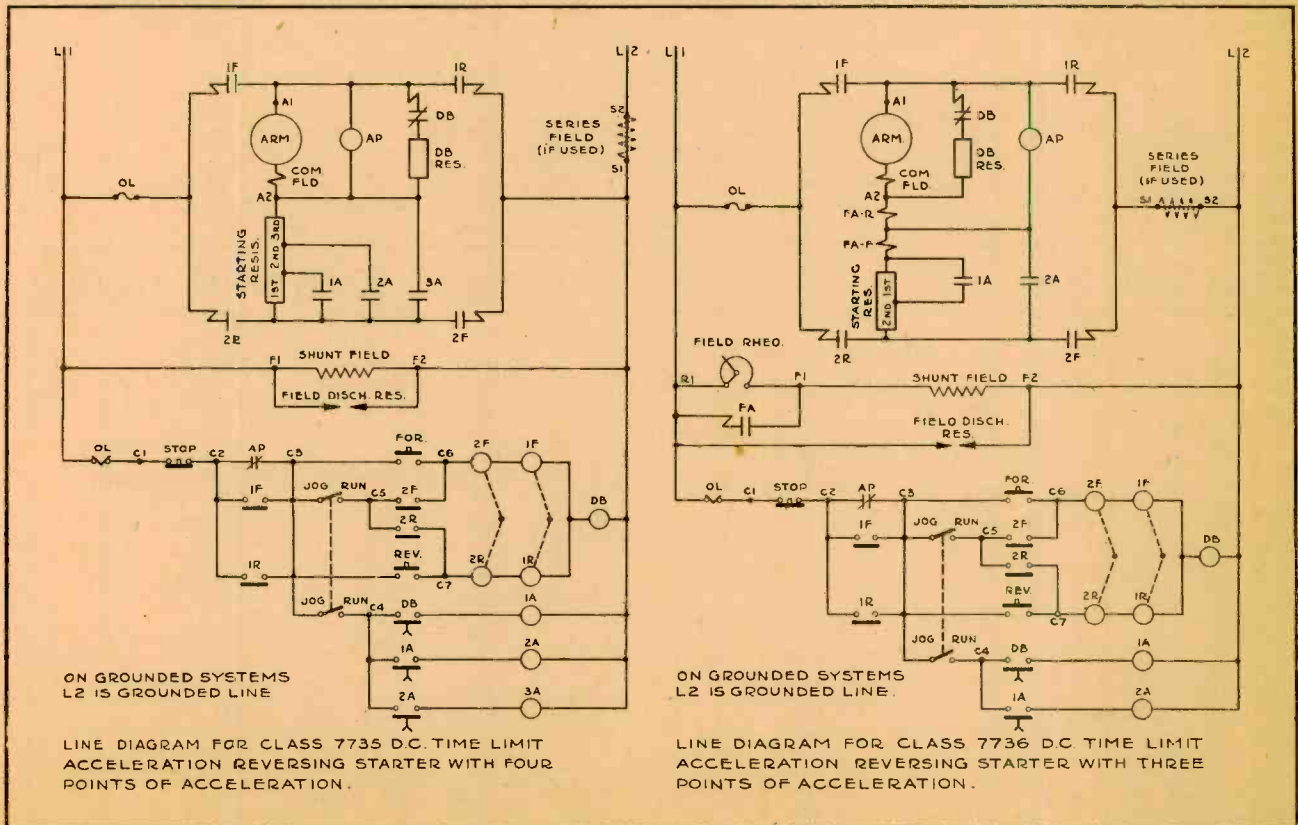 L1
L2
1F
1R
A1
ARM.
AP
DB
DB
RES.
SERIES
FIELD
(IF USED)
S2
S1
OL
COM
FLD.
A2
STARTING
RESIS.
1ST 2ND 3RD
1A
2A
3A
2R
2F
F1
SHUNT FIELD
F2
FIELD DISCH. RES.
OL
C1
STOP
C2
AP
C3
FOR.
C6
2F
1F
1F
JOG
RUN
C5
2F
2R
DB
1R
REV.
C7
2R
1R
JOG
RUN
C4
DB
1A
1A
2A
2A
3A
ON GROUNDED SYSTEMS
L2 IS GROUNDED LINE
LINE DIAGRAM FOR CLASS 7735 D.C. TIME LIMIT
ACCELERATION REVERSING STARTER WITH FOUR
POINTS OF ACCELERATION.
L1
L2
1F
1R
A1
ARM.
DB
AP
DB
RES.
SERIES
FIELD
(IF USED)
S1
S2
OL
COM
FLD.
A2
FA-R
FA-F
STARTING
RES.
2ND 1ST
1A
2A
2R
2F
FIELD RHEO.
R1
F1
SHUNT FIELD
F2
FA
FIELD DISCH.
RES.
OL
C1
STOP
C2
AP
C3
FOR.
C6
2F
1F
1F
JOG
RUN
C5
2F
2R
DB
1R
REV.
C7
2R
1R
JOG
RUN
C4
DB
1A
1A
2A
ON GROUNDED SYSTEMS
L2 IS GROUNDED LINE.
LINE DIAGRAM FOR CLASS 7736 D.C. TIME LIMIT
ACCELERATION REVERSING STARTER WITH THREE
POINTS OF ACCELERATION.